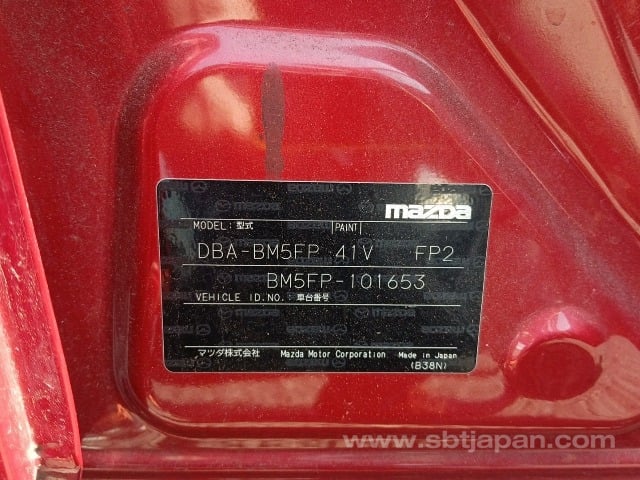 mazda
MODEL: 型式 PAINT
DBA-BM5FP 41V FP2
BM5FP-101653
VEHICLE ID.NO.: 車台番号
マツダ株式会社 Mazda Motor Corporation Made in Japan
(B38N)
www.sbtjapan.com